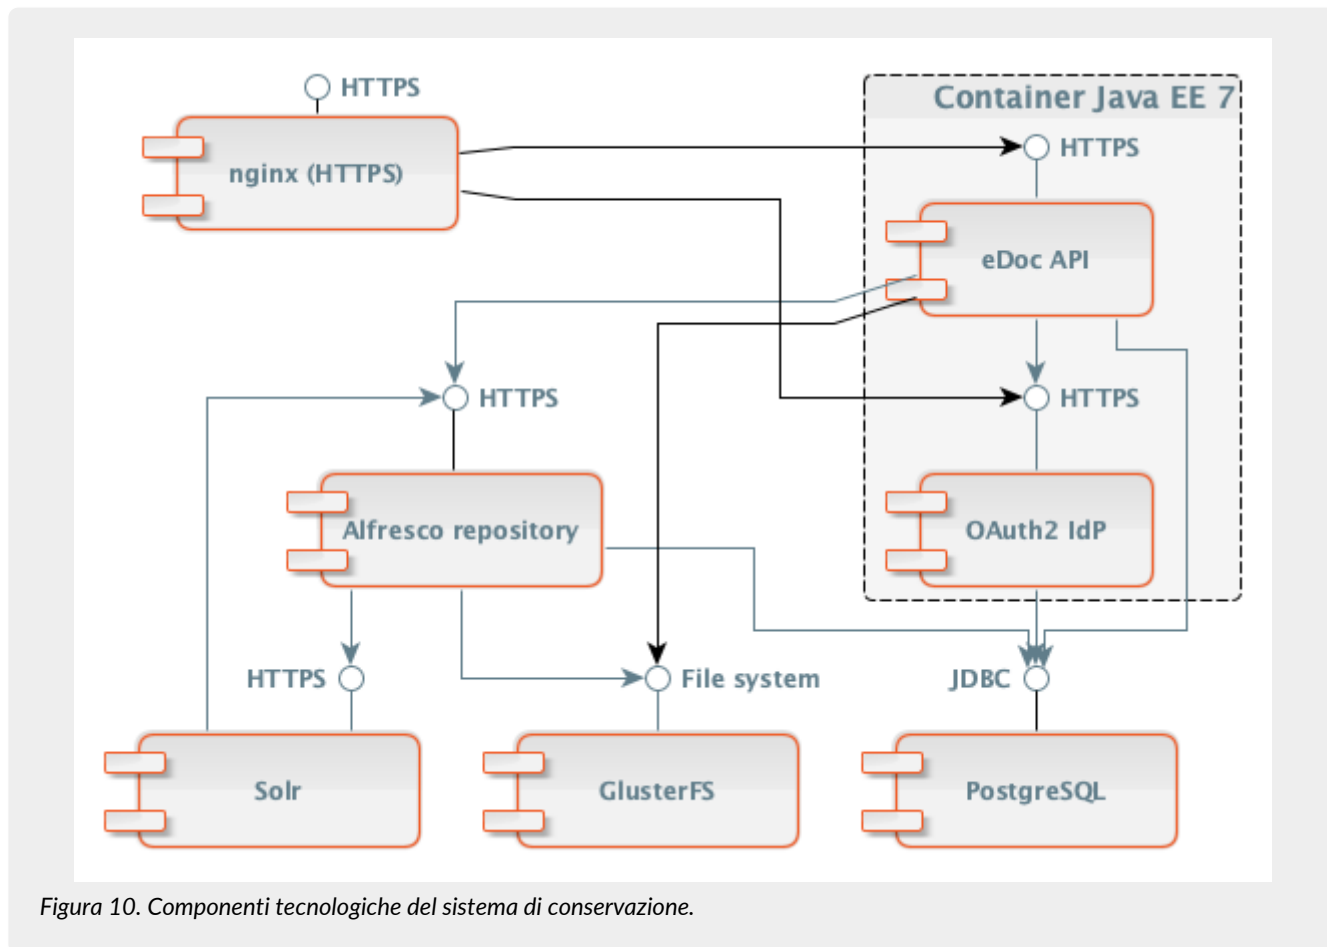 HTTPS
Container Java EE 7
HTTPS
nginx (HTTPS)
eDoc API
HTTPS
HTTPS
Alfresco repository
OAuth2 IdP
HTTPS
File system
JDBC
Solr
GlusterFS
PostgreSQL
Figura 10. Componenti tecnologiche del sistema di conservazione.